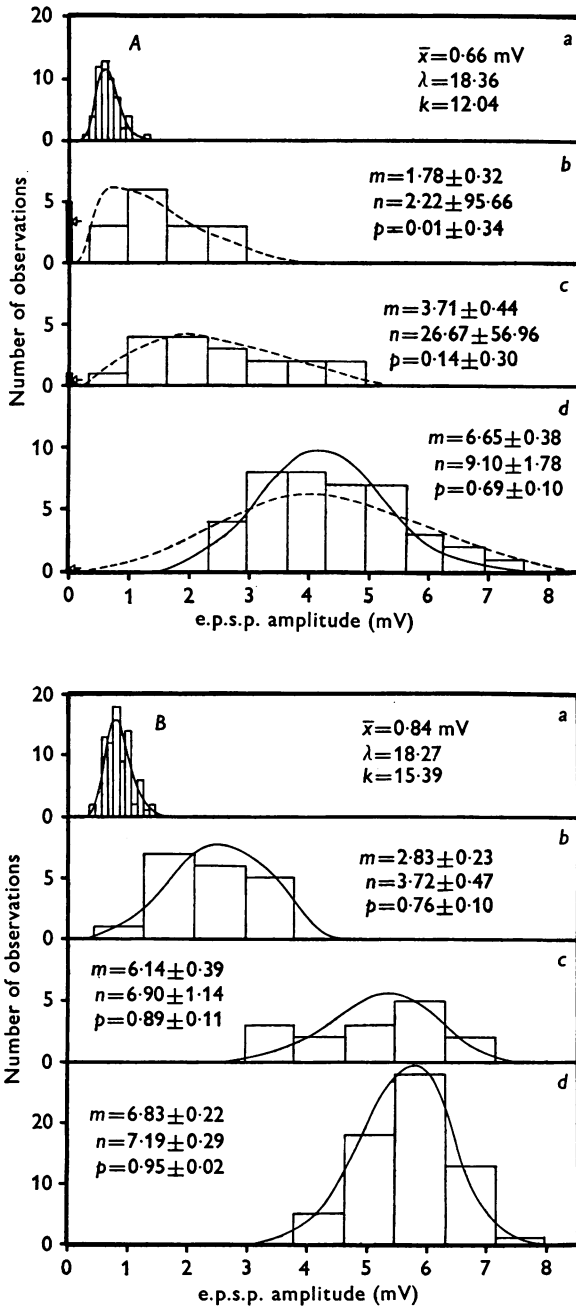 A
a
20
10
0
x̄=0·66 mV
λ=18·36
k=12·04
b
5
0
m=1·78±0·32
n=2·22±95·66
p=0·01±0·34
c
5
0
m=3·71±0·44
n=26·67±56·96
p=0·14±0·30
d
10
5
0
m=6·65±0·38
n=9·10±1·78
p=0·69±0·10
Number of observations
0 1 2 3 4 5 6 7 8
e.p.s.p. amplitude (mV)
B
a
20
10
0
x̄=0·84 mV
λ=18·27
k=15·39
b
5
0
m=2·83±0·23
n=3·72±0·47
p=0·76±0·10
c
5
0
m=6·14±0·39
n=6·90±1·14
p=0·89±0·11
d
20
10
0
m=6·83±0·22
n=7·19±0·29
p=0·95±0·02
Number of observations
0 1 2 3 4 5 6 7 8
e.p.s.p. amplitude (mV)